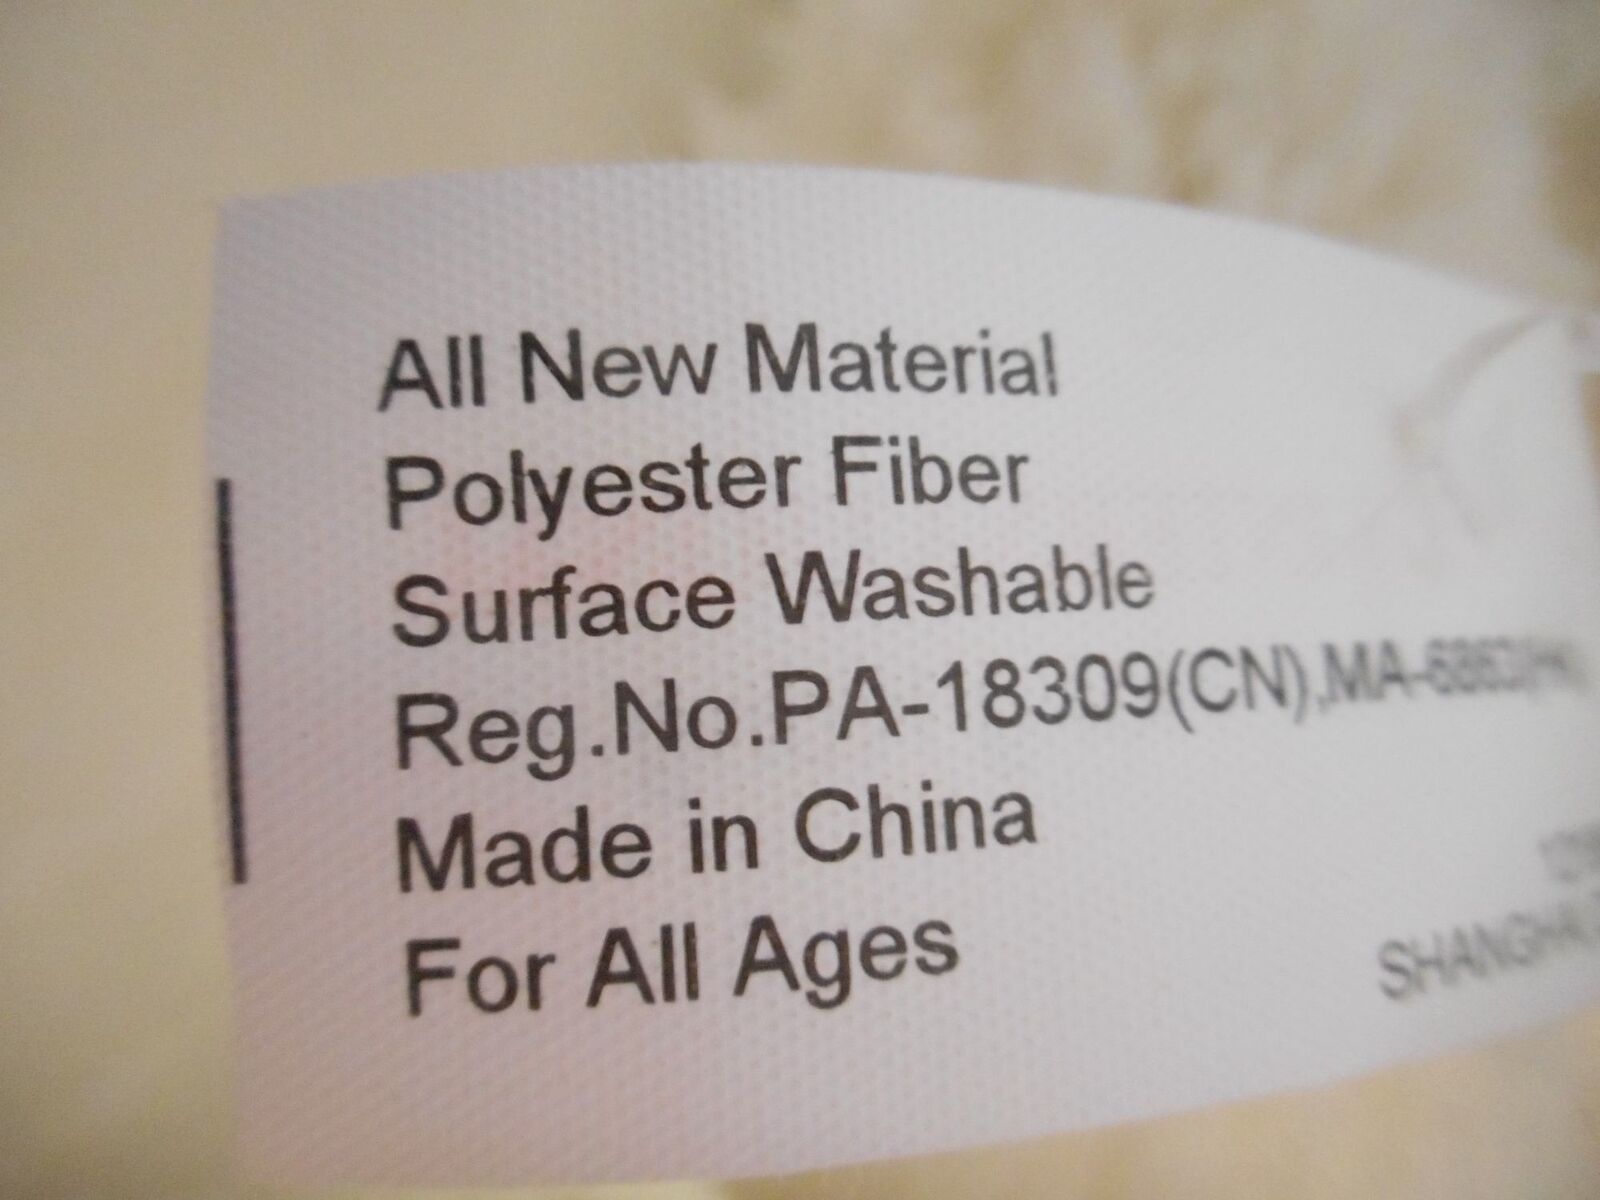 All New Material
Polyester Fiber
Surface Washable
Reg.No.PA-18309(CN),
Made in China
For All Ages